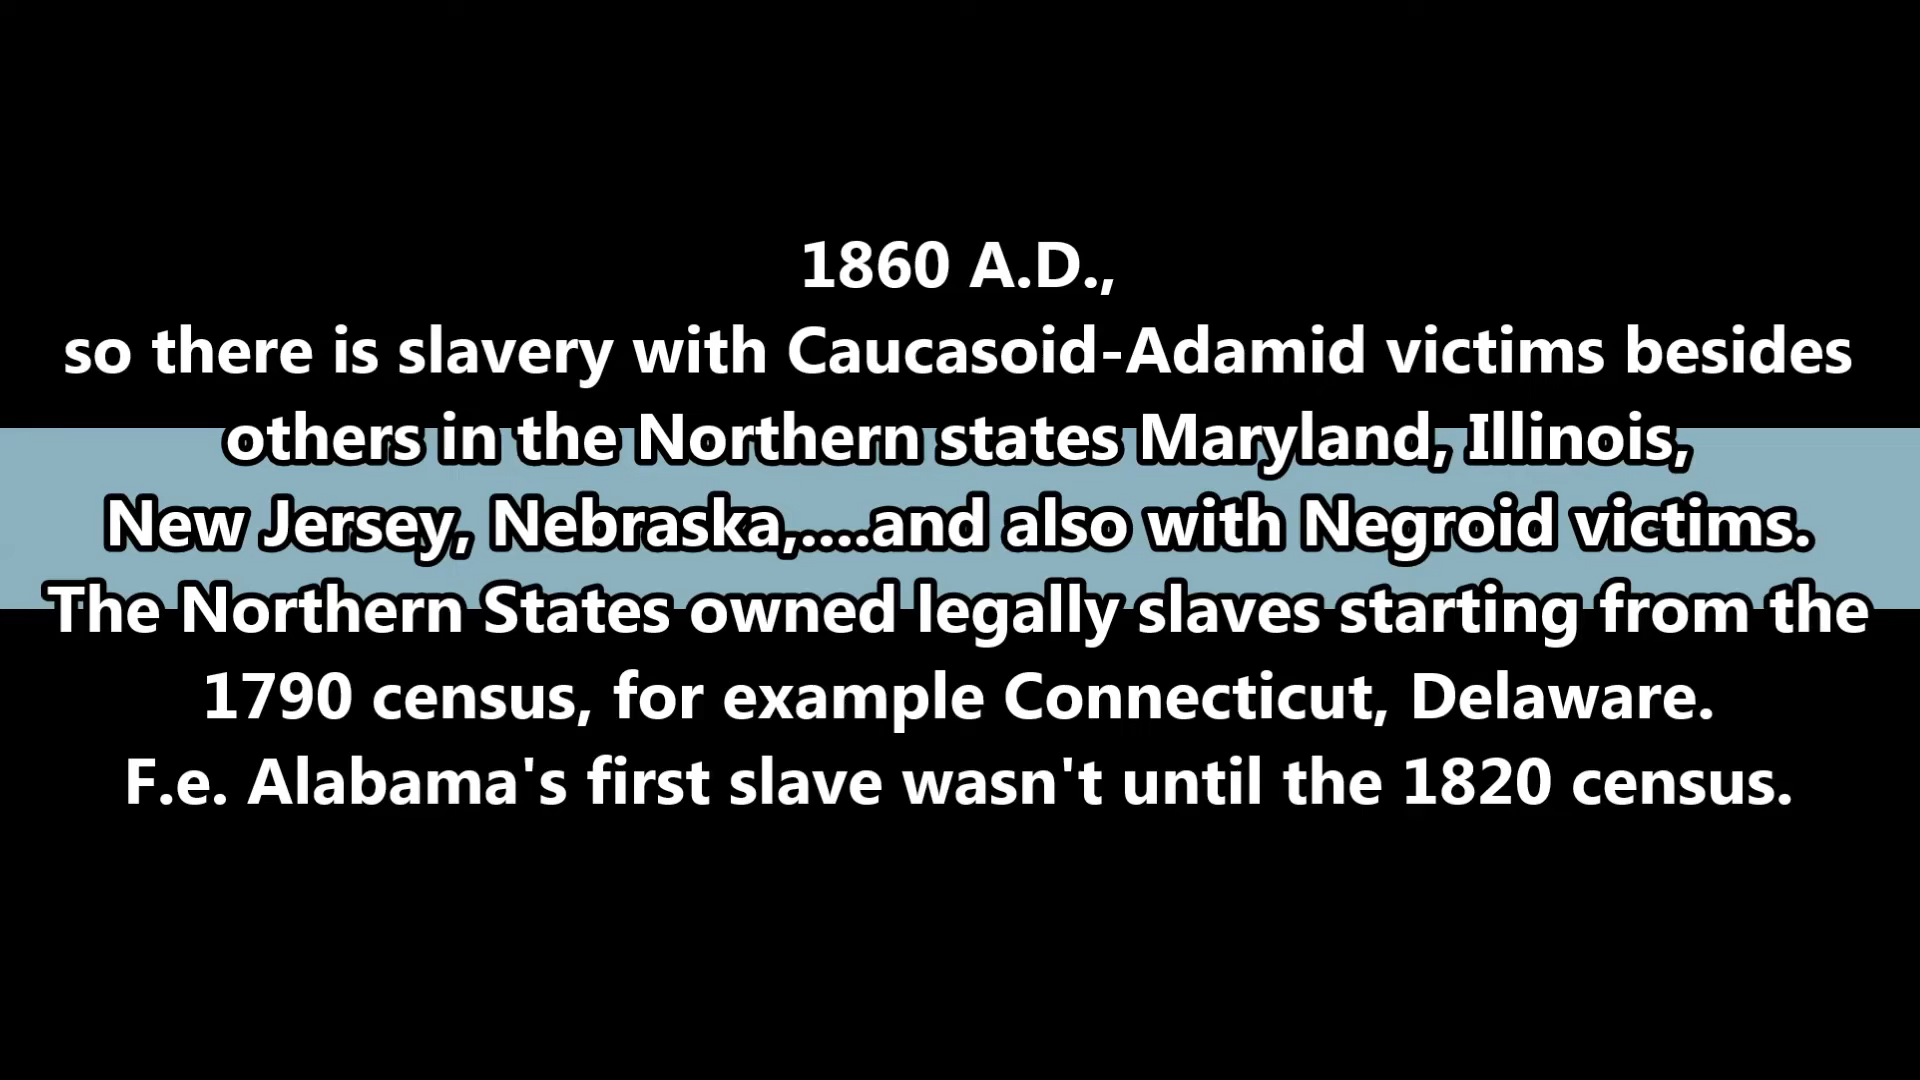 1860 A.D.,
so there is slavery with Caucasoid-Adamid victims besides
others in the Northern states Maryland, Illinois,
New Jersey, Nebraska,....and also with Negroid victims.
The Northern States owned legally slaves starting from the
1790 census, for example Connecticut, Delaware.
F.e. Alabama's first slave wasn't until the 1820 census.